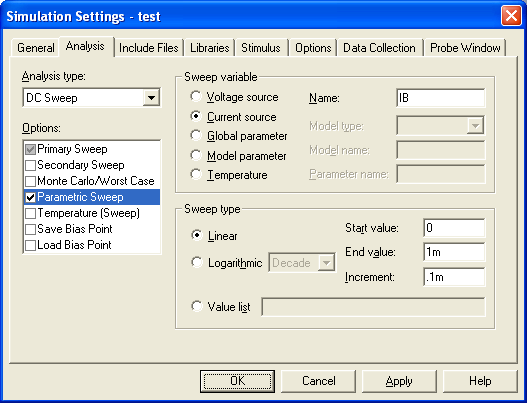 Simulation Settings - test
General Analysis Include Files Libraries Stimulus Options Data Collection Probe Window
Analysis type:
DC Sweep
Options:
Primary Sweep
Secondary Sweep
Monte Carlo/Worst Case
Parametric Sweep
Temperature (Sweep)
Save Bias Point
Load Bias Point
Sweep variable
Voltage source
Current source
Global parameter
Model parameter
Temperature
Name: IB
Model type:
Model name:
Parameter name:
Sweep type
Linear
Logarithmic Decade
Value list
Start value: 0
End value: 1m
Increment: .1m
OK Cancel Apply Help